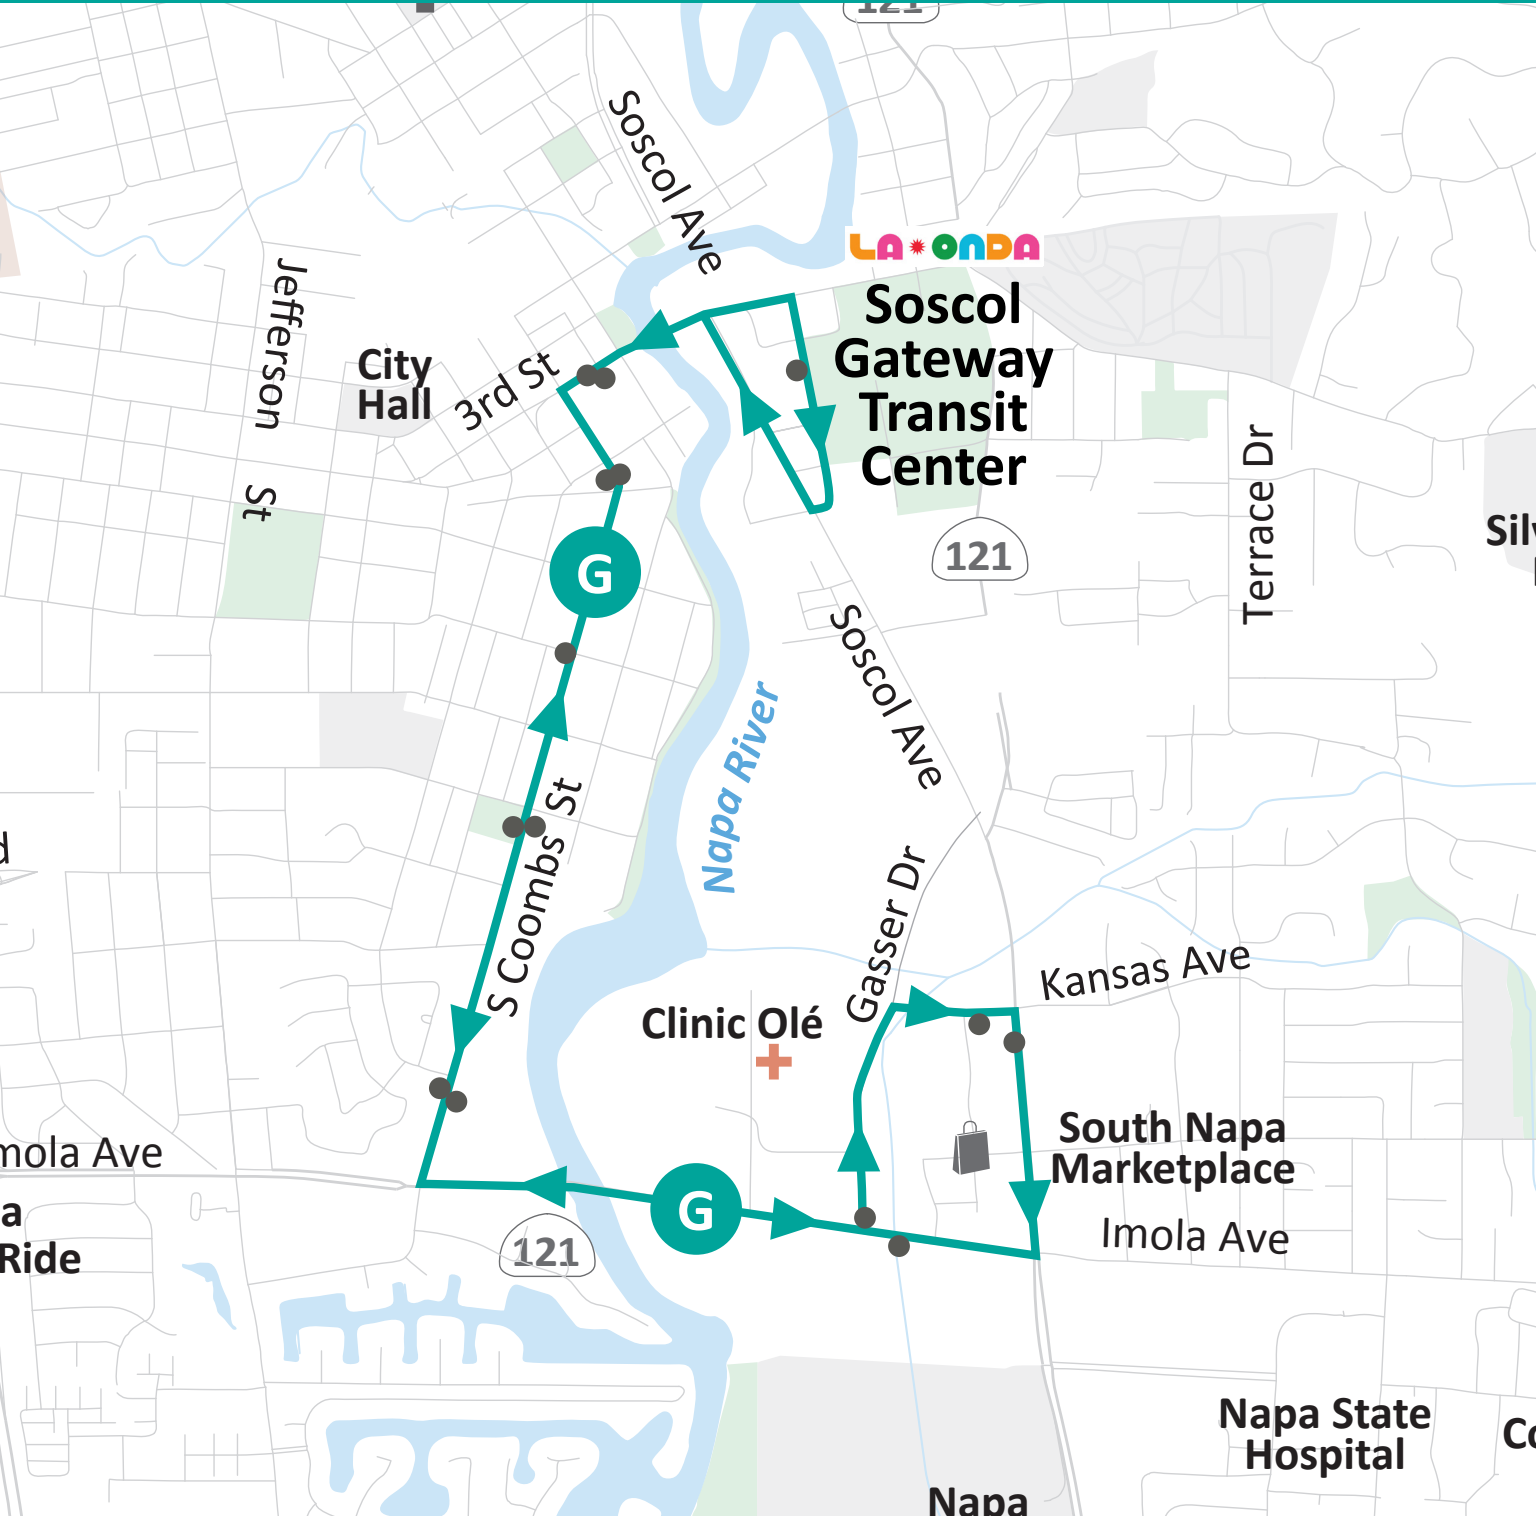 121
Soscol Ave
LA ONDA
Soscol
Gateway
Transit
Center
Jefferson
St
City
Hall
3rd St
121
Terrace Dr
G
Soscol Ave
Napa River
S Coombs St
Gasser Dr
Kansas Ave
Clinic Olé
South Napa
Marketplace
mola Ave
G
Imola Ave
a
Ride
121
Napa State
Hospital
Napa